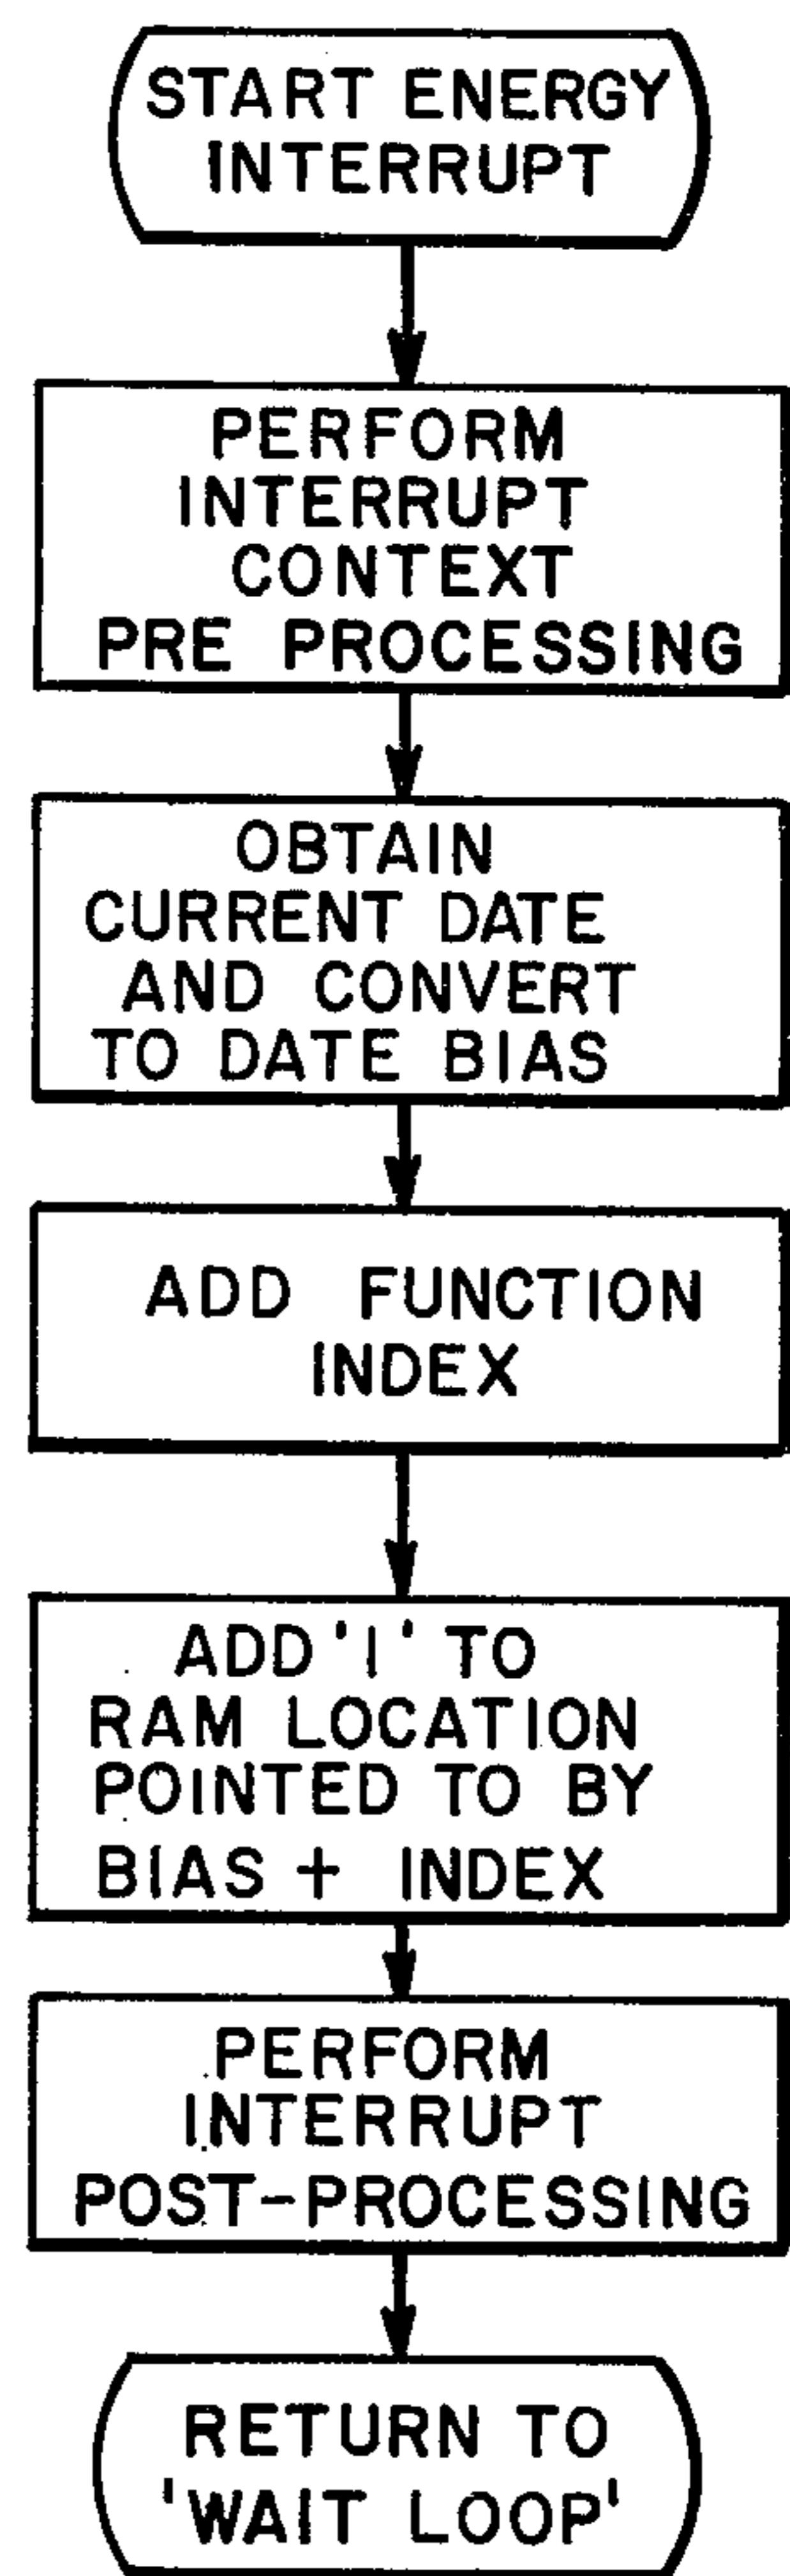 START ENERGY
INTERRUPT
PERFORM
INTERRUPT
CONTEXT
PRE PROCESSING
OBTAIN
CURRENT DATE
AND CONVERT
TO DATE BIAS
ADD FUNCTION
INDEX
ADD '1' TO
RAM LOCATION
POINTED TO BY
BIAS + INDEX
PERFORM
INTERRUPT
POST-PROCESSING
RETURN TO
'WAIT LOOP'